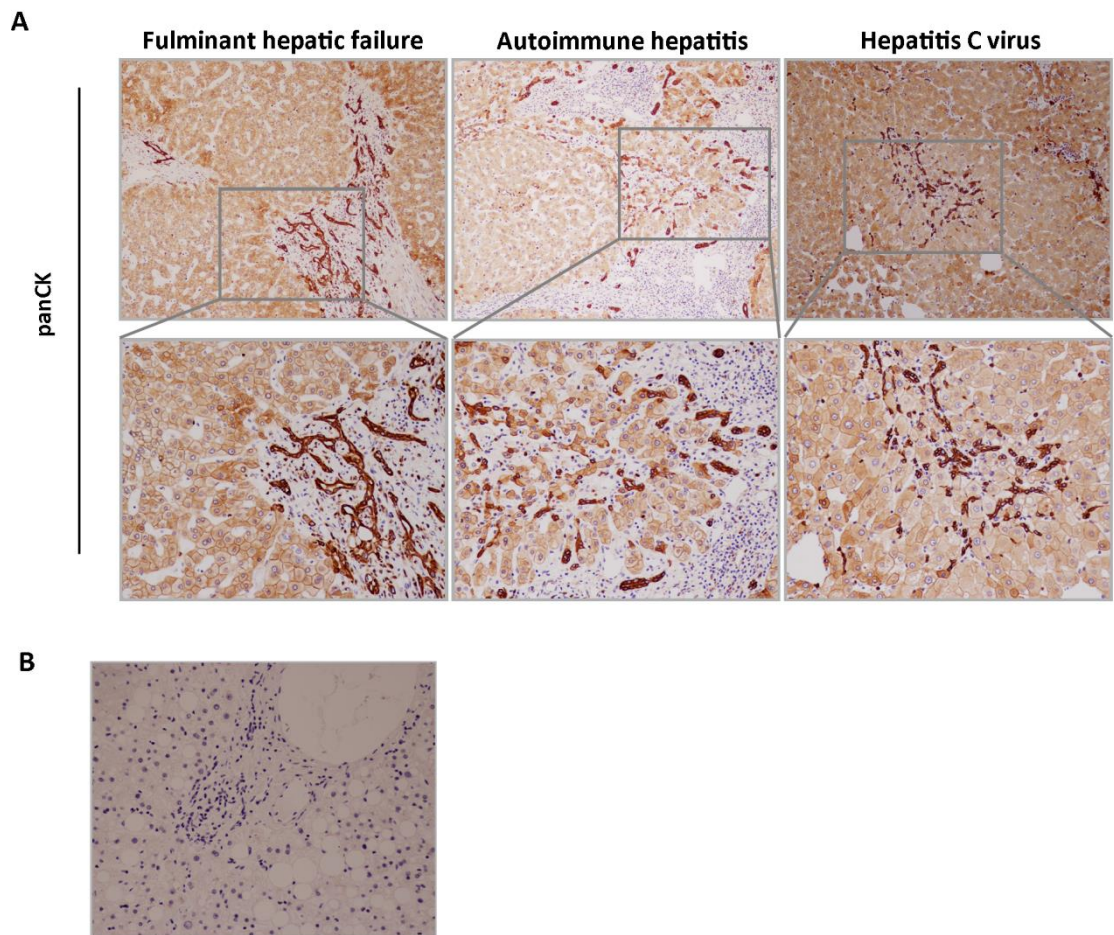 A
Fulminant hepatic failure
Autoimmune hepatitis
Hepatitis C virus
panCK
B